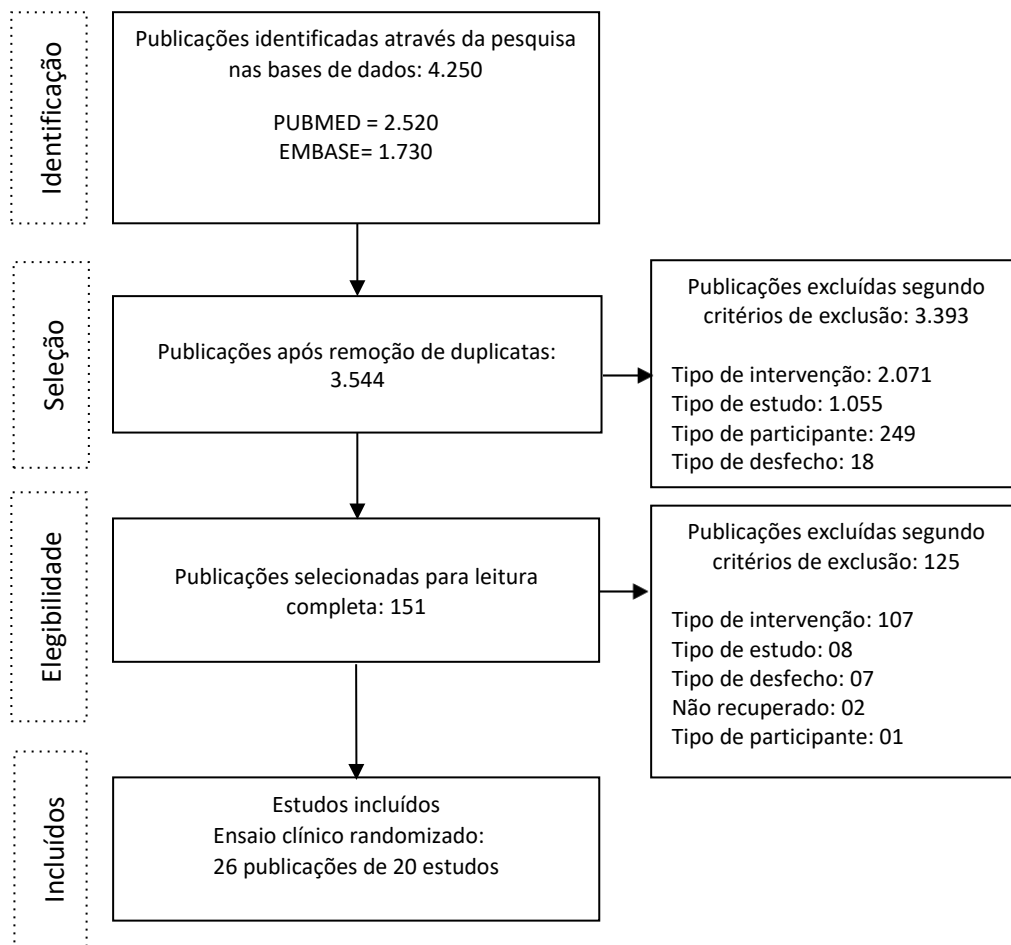 Identificação
Publicações identificadas através da pesquisa
nas bases de dados: 4.250
PUBMED = 2.520
EMBASE= 1.730
Seleção
Publicações após remoção de duplicatas:
3.544
Publicações excluídas segundo
critérios de exclusão: 3.393
Tipo de intervenção: 2.071
Tipo de estudo: 1.055
Tipo de participante: 249
Tipo de desfecho: 18
Elegibilidade
Publicações selecionadas para leitura
completa: 151
Publicações excluídas segundo
critérios de exclusão: 125
Tipo de intervenção: 107
Tipo de estudo: 08
Tipo de desfecho: 07
Não recuperado: 02
Tipo de participante: 01
Incluídos
Estudos incluídos
Ensaio clínico randomizado:
26 publicações de 20 estudos